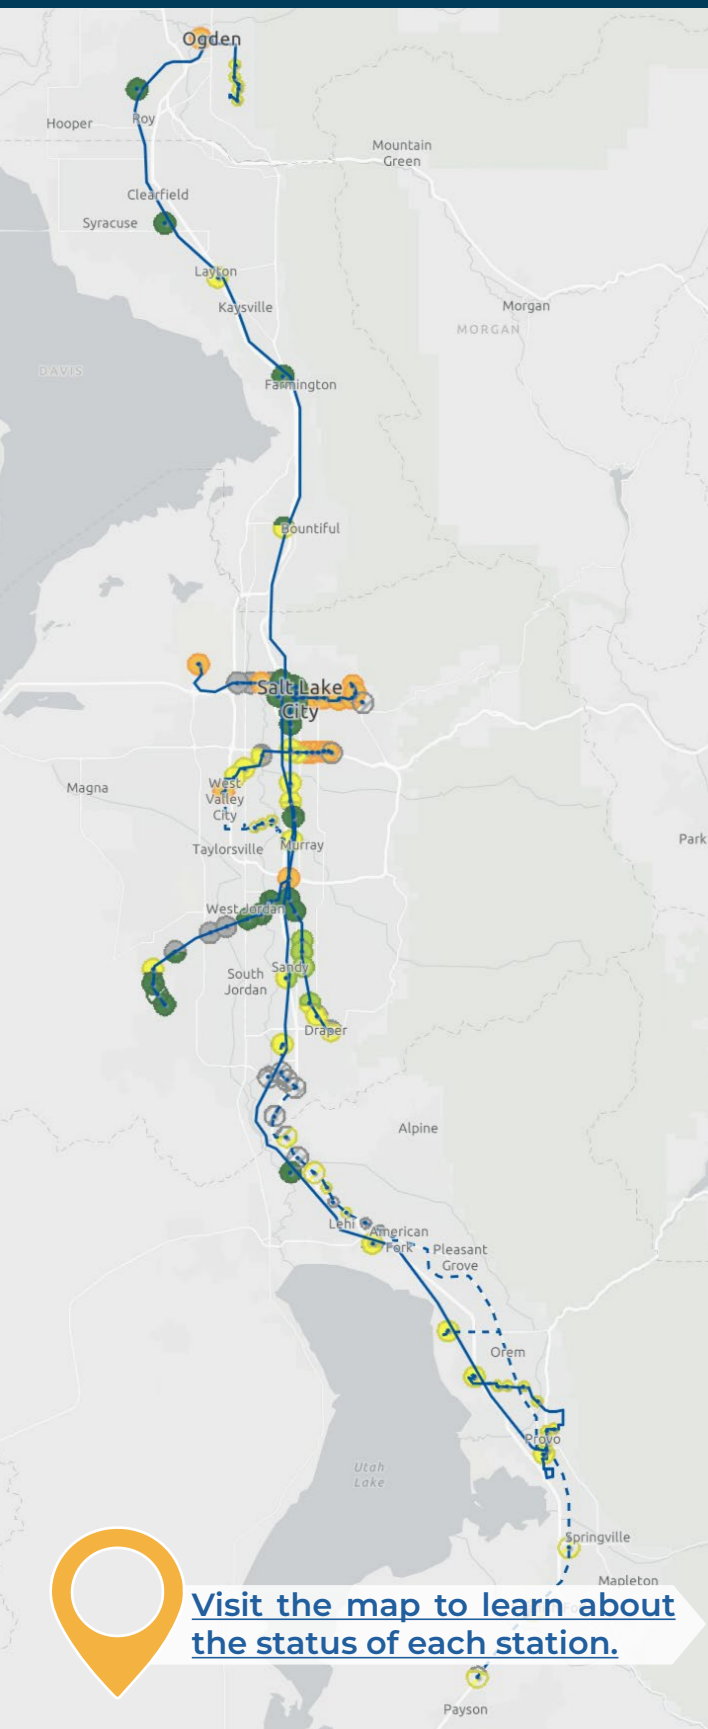 Ogden
Hooper
Roy
Mountain
Green
Clearfield
Syracuse
Layton
Kaysville
Morgan
MORGAN
DAVIS
Farmington
Bountiful
Salt Lake
City
Magna
West
Valley
City
Taylorsville
Murray
Park
West Jordan
South
Jordan
Sandy
Draper
Alpine
Lehi
American
Fork
Pleasant
Grove
Orem
Provo
Utah
Lake
Springville
Mapleton
Visit the map to learn about
the status of each station.
Payson